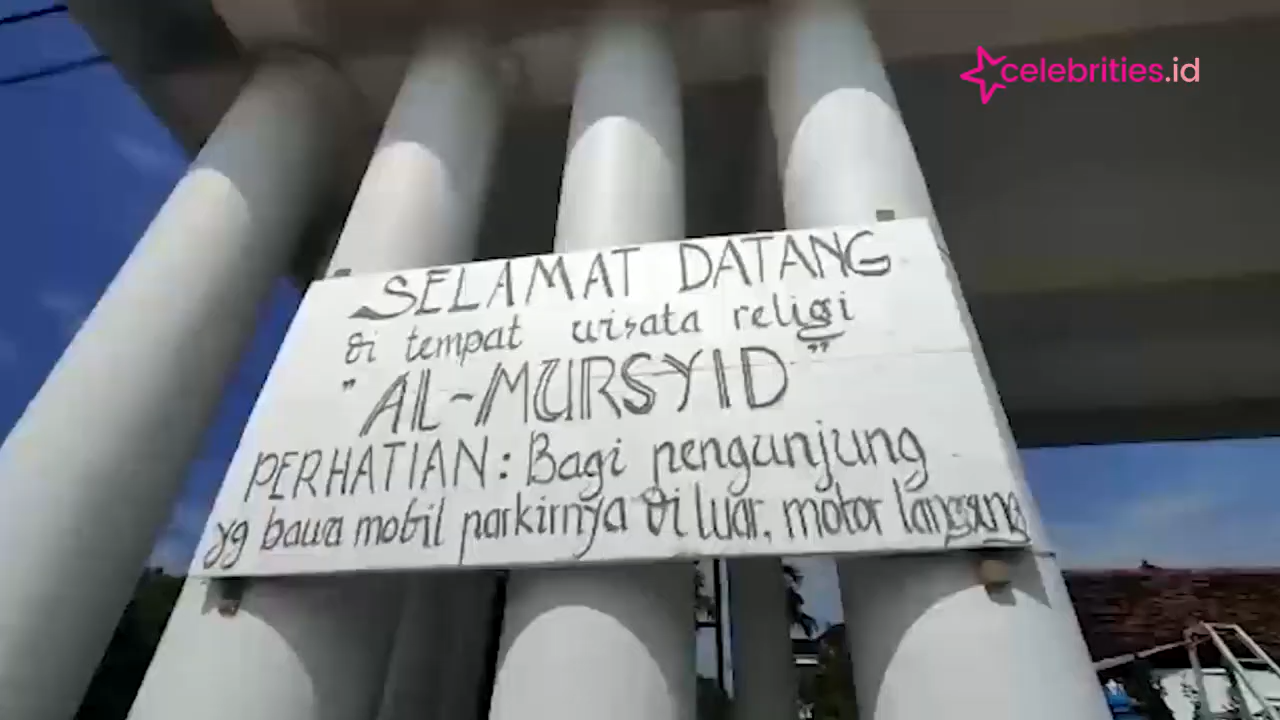 celebrities.id
SELAMAT DATANG
di tempat wisata religi
"AL-MURSYID"
PERHATIAN: Bagi pengunjung
yg bawa mobil parkirnya di luar, motor langsung